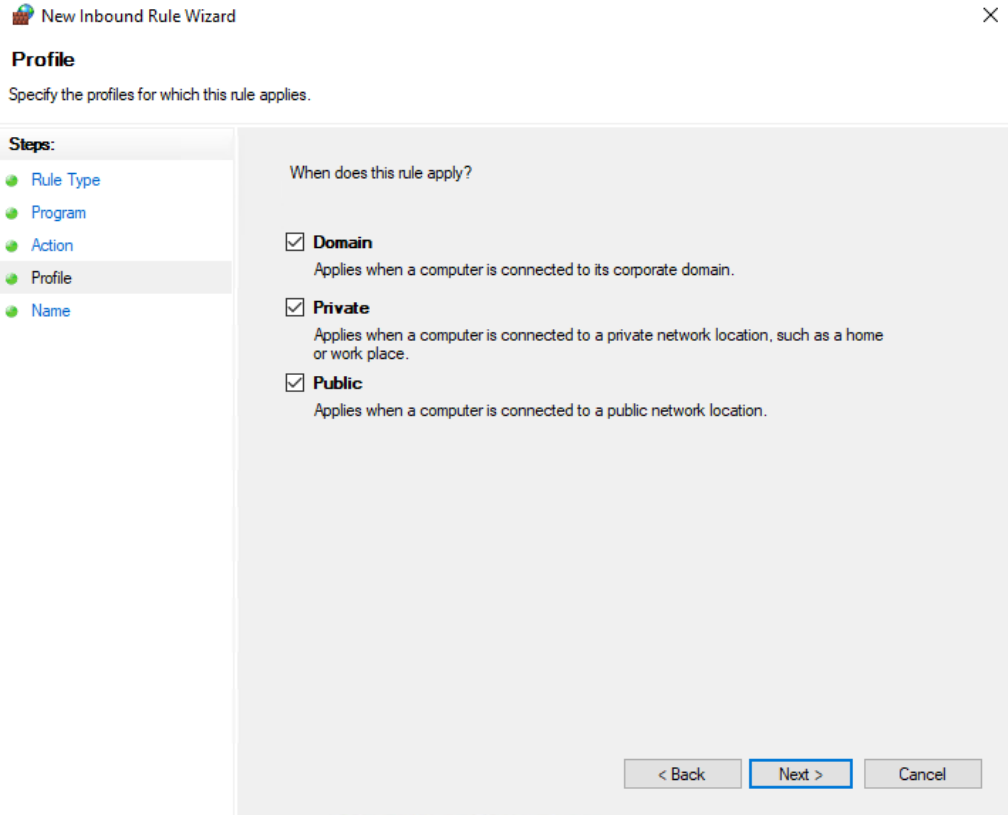 New Inbound Rule Wizard
Profile
Specify the profiles for which this rule applies.
Steps:
Rule Type
Program
Action
Profile
Name
When does this rule apply?
Domain
Applies when a computer is connected to its corporate domain.
Private
Applies when a computer is connected to a private network location, such as a home
or work place.
Public
Applies when a computer is connected to a public network location.
< Back
Next >
Cancel